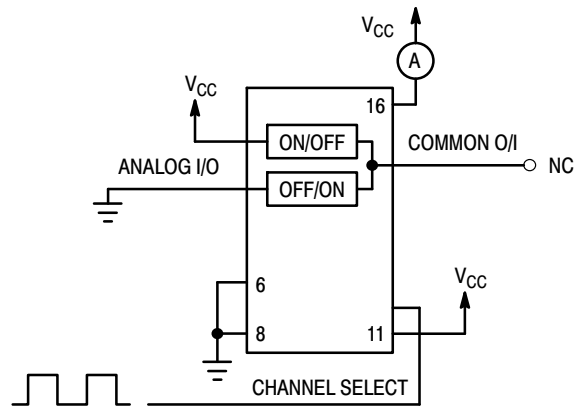 VCC
A
VCC
16
ON/OFF
COMMON O/I
NC
ANALOG I/O
OFF/ON
6
VCC
8
11
CHANNEL SELECT